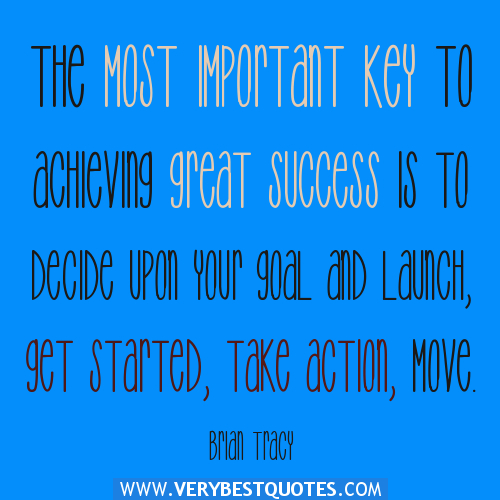 THE MOST IMPORTANT KEY TO
ACHIEVING GREAT SUCCESS IS TO
DECIDE UPON YOUR GOAL AND LAUNCH,
GET STARTED, TAKE ACTION, MOVE.
BRIAN TRACY
WWW.VERYBESTQUOTES.COM